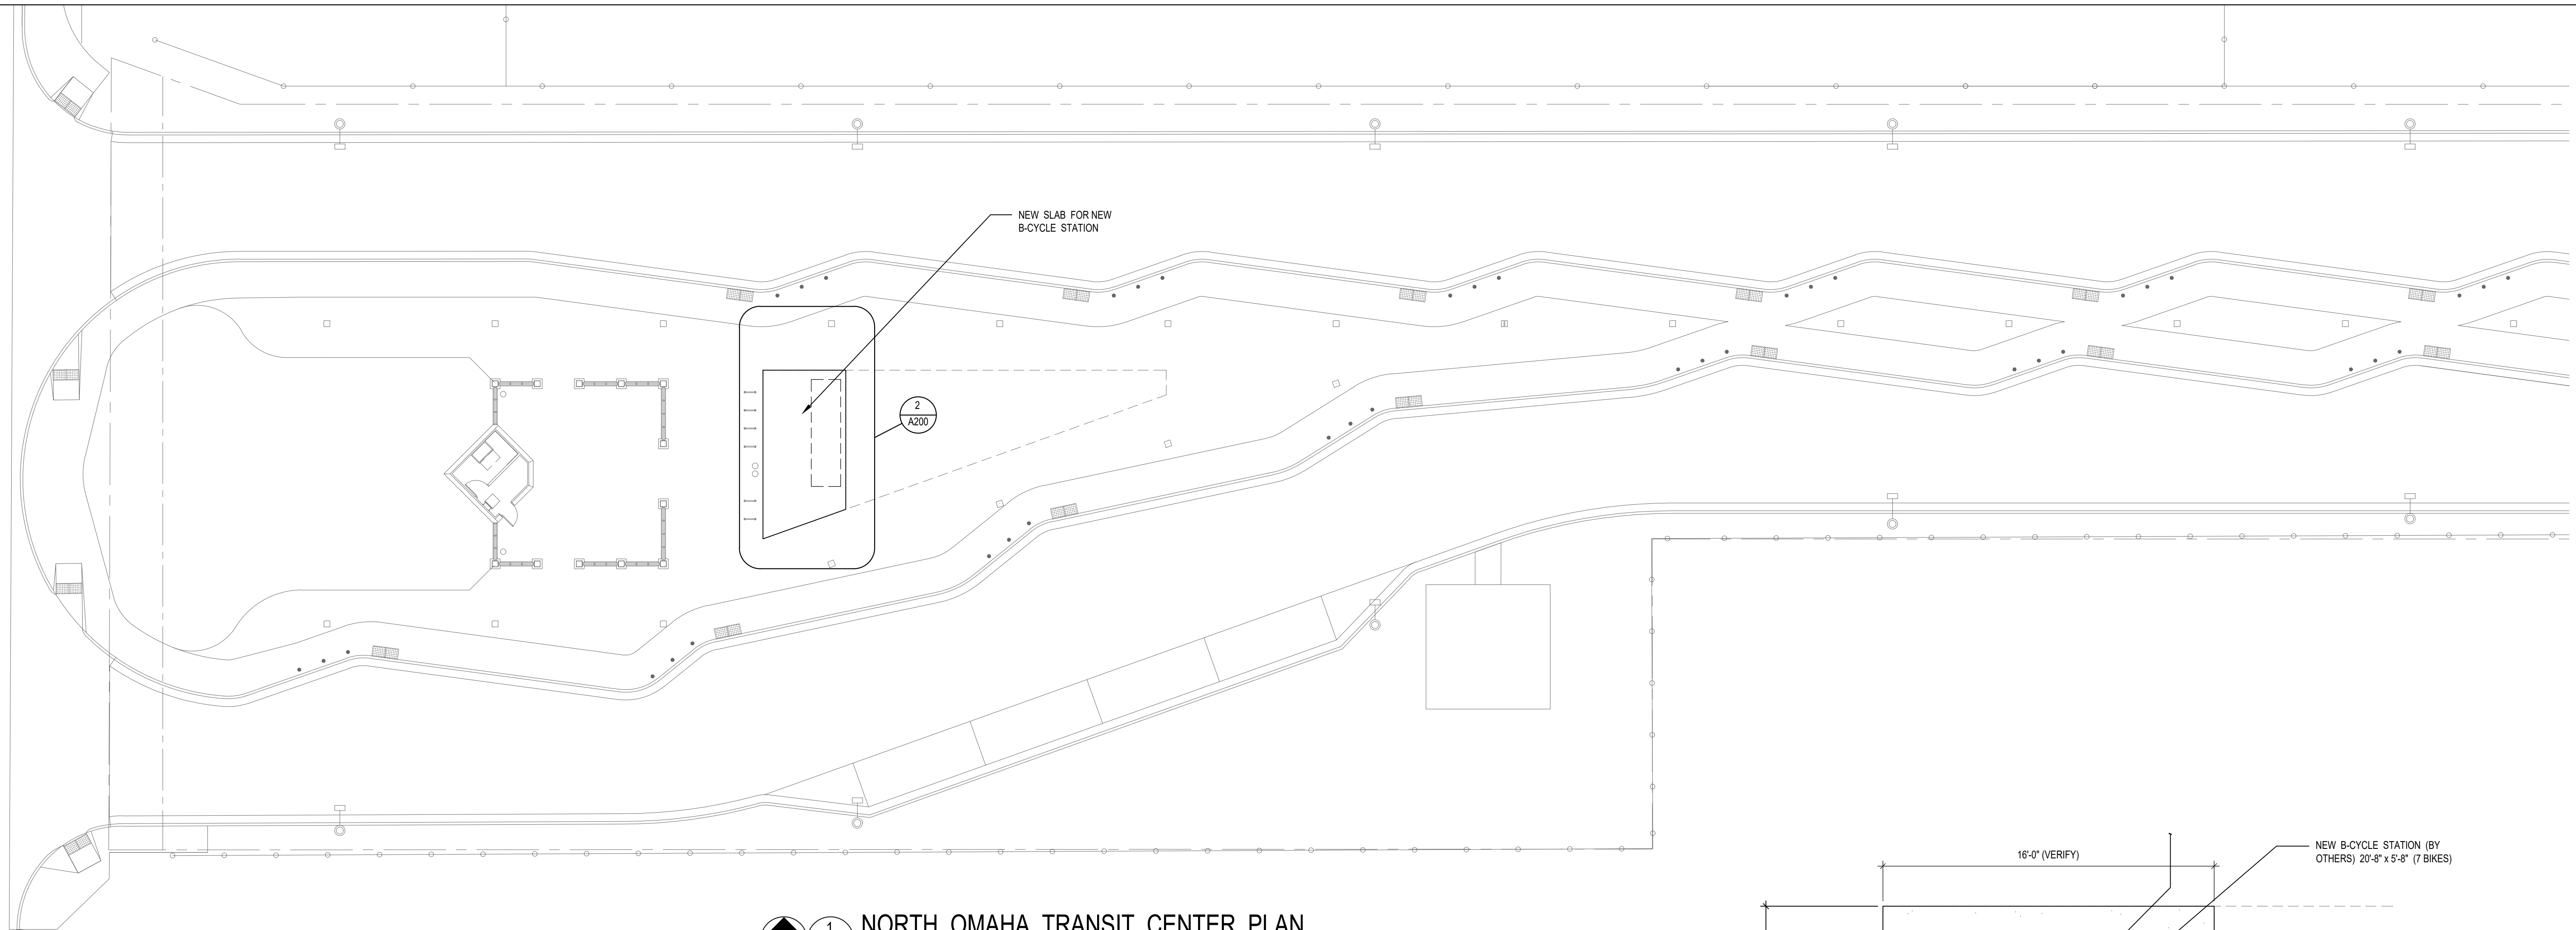 NEW SLAB FOR NEW
B-CYCLE STATION
2
A200
16'-0" (VERIFY)
NEW B-CYCLE STATION (BY
OTHERS) 20'-8" x 5'-8" (7 BIKES)
1
NORTH OMAHA TRANSIT CENTER PLAN